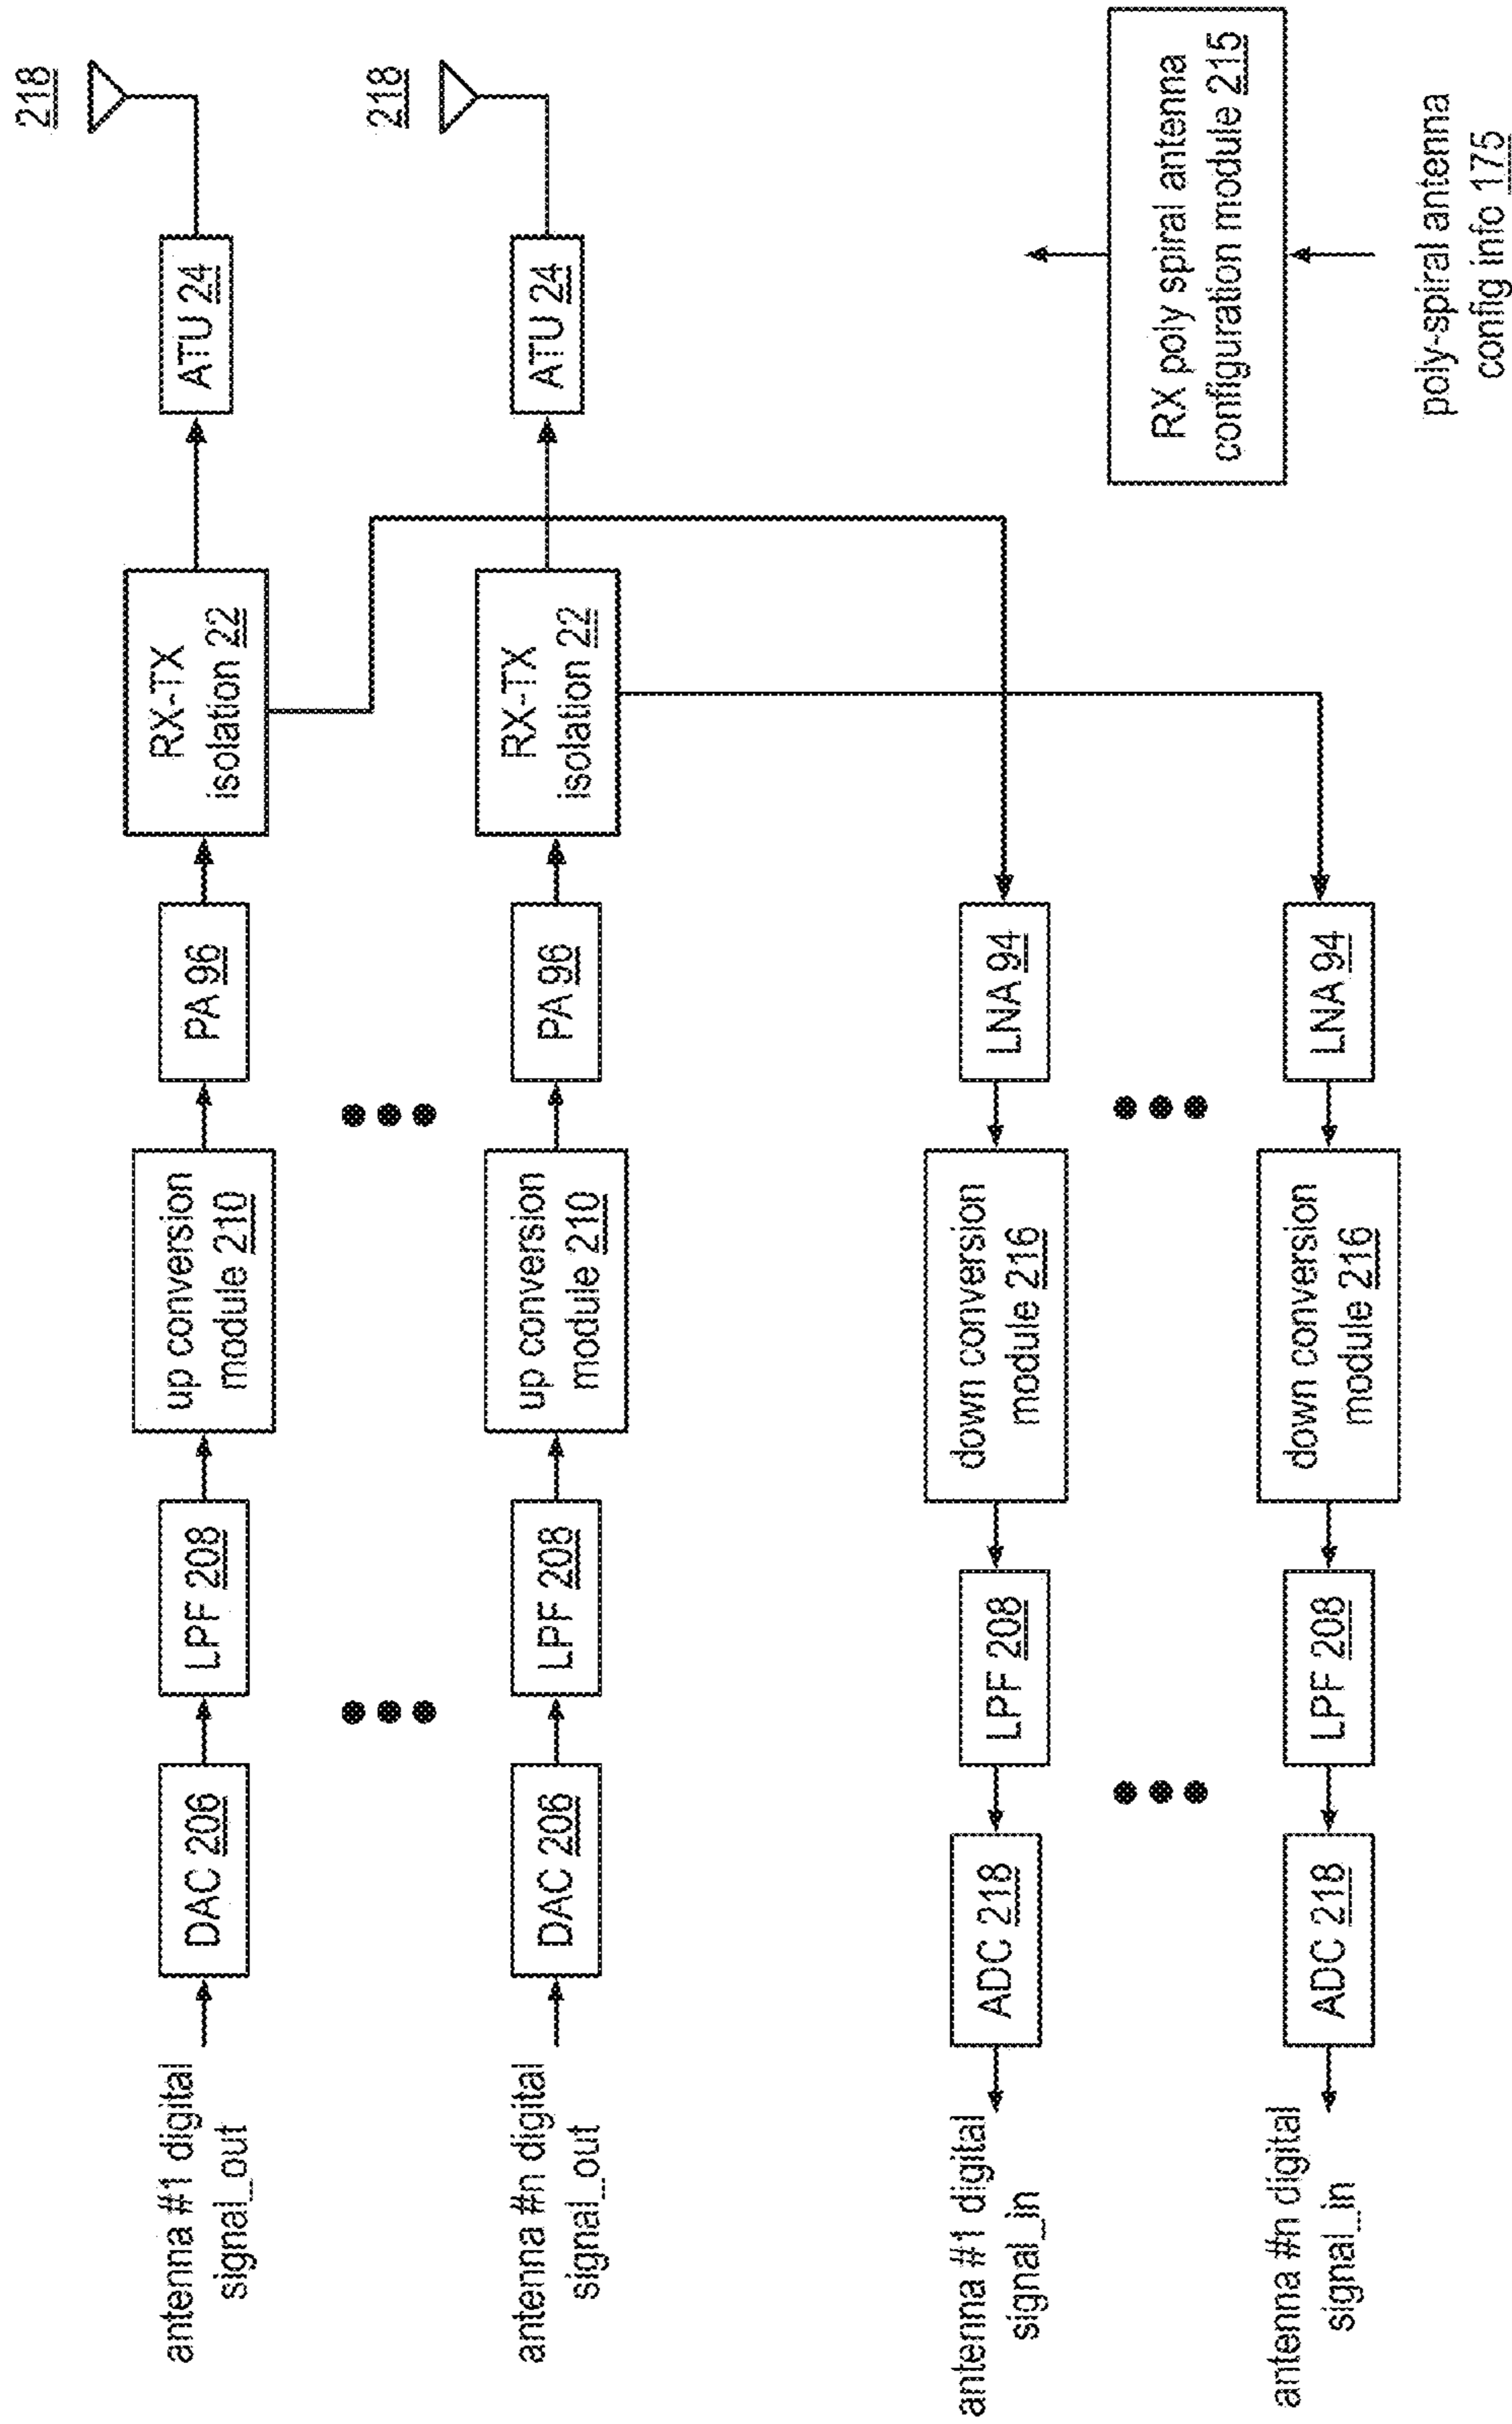 antenna #1 digital
signal_out
DAC 206
LPF 208
up conversion
module 210
PA 96
RX-TX
isolation 22
ATU 24
218
antenna #n digital
signal_out
DAC 206
LPF 208
up conversion
module 210
PA 96
RX-TX
isolation 22
ATU 24
218
antenna #1 digital
signal_in
ADC 218
LPF 208
down conversion
module 216
LNA 94
antenna #n digital
signal_in
ADC 218
LPF 208
down conversion
module 216
LNA 94
RX poly spiral antenna
configuration module 215
poly-spiral antenna
config info 175